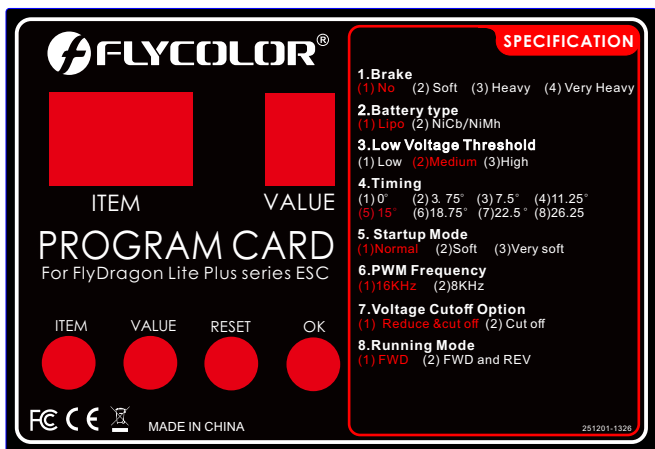 FLYCOLOR®
ITEM VALUE
PROGRAM CARD
For FlyDragon Lite Plus series ESC
ITEM VALUE RESET OK
FC CE MADE IN CHINA
SPECIFICATION
1.Brake
(1) No (2) Soft (3) Heavy (4) Very Heavy
2.Battery type
(1) Lipo (2) NiCb/NiMh
3.Low Voltage Threshold
(1) Low (2)Medium (3)High
4.Timing
(1) 0° (2) 3. 75° (3) 7.5° (4)11.25°
(5) 15° (6)18.75° (7)22.5° (8)26.25
5. Startup Mode
(1)Normal (2)Soft (3)Very soft
6.PWM Frequency
(1)16KHz (2)8KHz
7.Voltage Cutoff Option
(1) Reduce &cut off (2) Cut off
8.Running Mode
(1) FWD (2) FWD and REV
251201-1326